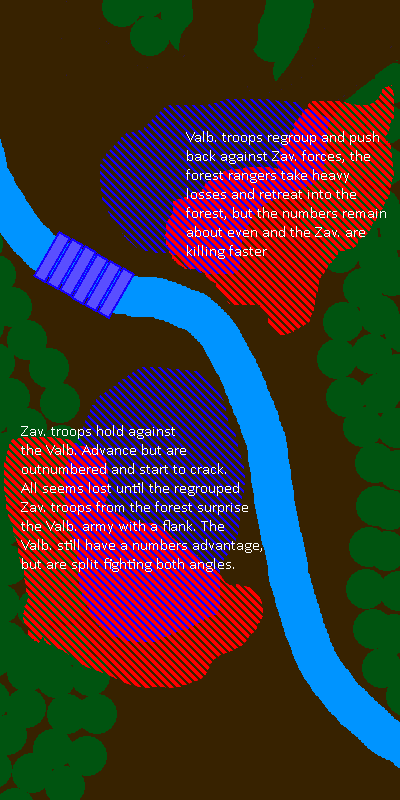 Valb. troops regroup and push
back against Zav. forces, the
forest rangers take heavy
losses and retreat into the
forest, but the numbers remain
about even and the Zav. are
killing faster
Zav. troops hold against
the Valb. Advance but are
outnumbered and start to crack.
All seems lost until the regrouped
Zav. troops from the forest surprise
the Valb. army with a flank. The
Valb. still have a numbers advantage,
but are split fighting both angles.